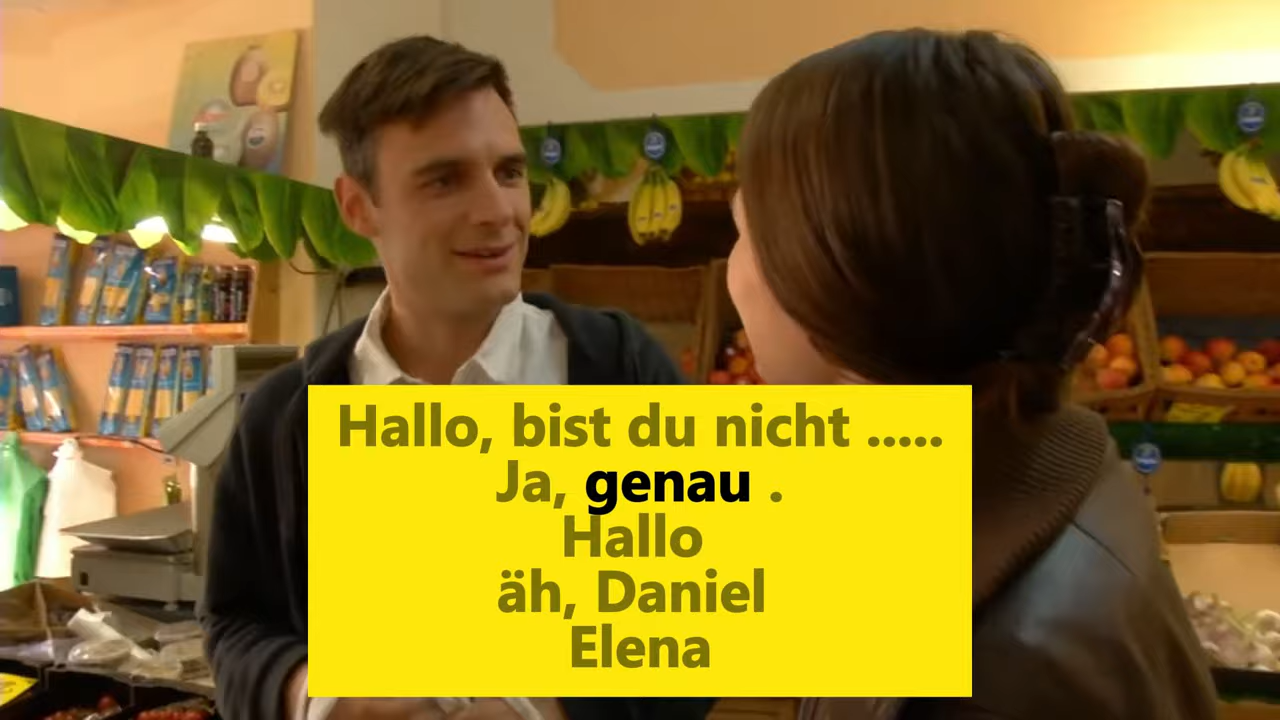 Hallo, bist du nicht .....
Ja, genau .
Hallo
äh, Daniel
Elena